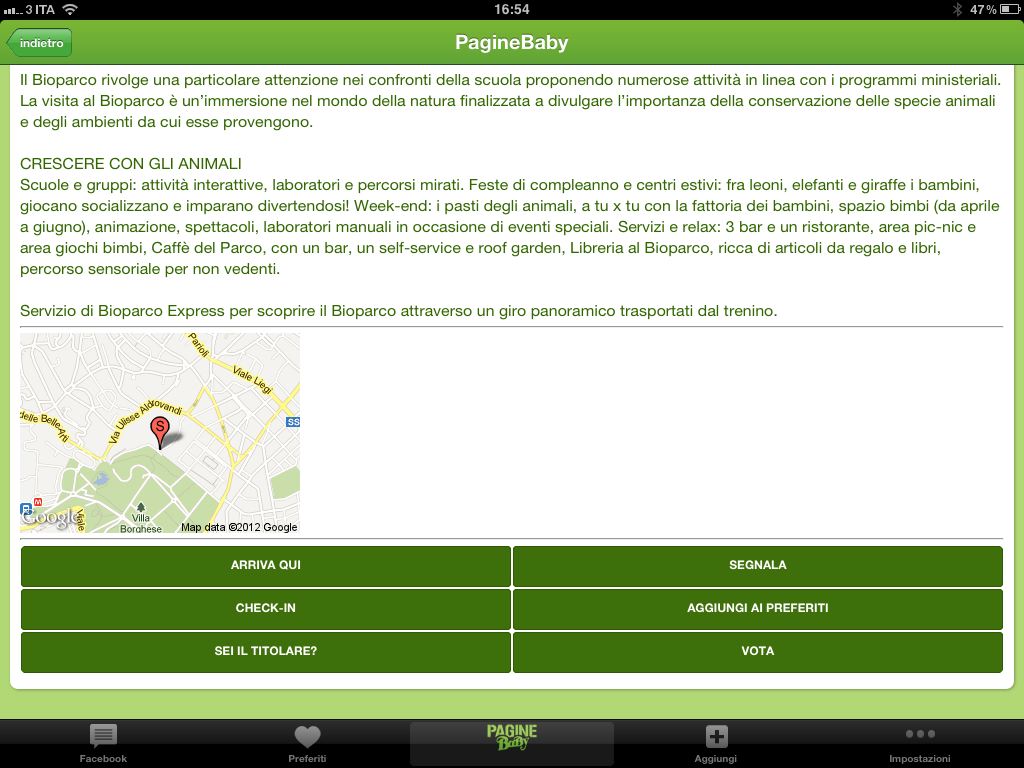 3 ITA 16:54 47%
indietro PagineBaby
Il Bioparco rivolge una particolare attenzione nei confronti della scuola proponendo numerose attività in linea con i programmi ministeriali.
La visita al Bioparco è un'immersione nel mondo della natura finalizzata a divulgare l'importanza della conservazione delle specie animali
e degli ambienti da cui esse provengono.
CRESCERE CON GLI ANIMALI
Scuole e gruppi: attività interattive, laboratori e percorsi mirati. Feste di compleanno e centri estivi: fra leoni, elefanti e giraffe i bambini,
giocano socializzano e imparano divertendosi! Week-end: i pasti degli animali, a tu x tu con la fattoria dei bambini, spazio bimbi (da aprile
a giugno), animazione, spettacoli, laboratori manuali in occasione di eventi speciali. Servizi e relax: 3 bar e un ristorante, area pic-nic e
area giochi bimbi, Caffè del Parco, con un bar, un self-service e roof garden, Libreria al Bioparco, ricca di articoli da regalo e libri,
percorso sensoriale per non vedenti.
Servizio di Bioparco Express per scoprire il Bioparco attraverso un giro panoramico trasportati dal trenino.
Parioli
Viale Liegi
Via Ulisse Aldrovandi
delle Belle Arti
S
SS
M
Google
Viale
Villa
Borghese
Map data ©2012 Google
ARRIVA QUI SEGNALA
CHECK-IN AGGIUNGI AI PREFERITI
SEI IL TITOLARE? VOTA
PAGINE
Baby
Facebook Preferiti Aggiungi Impostazioni